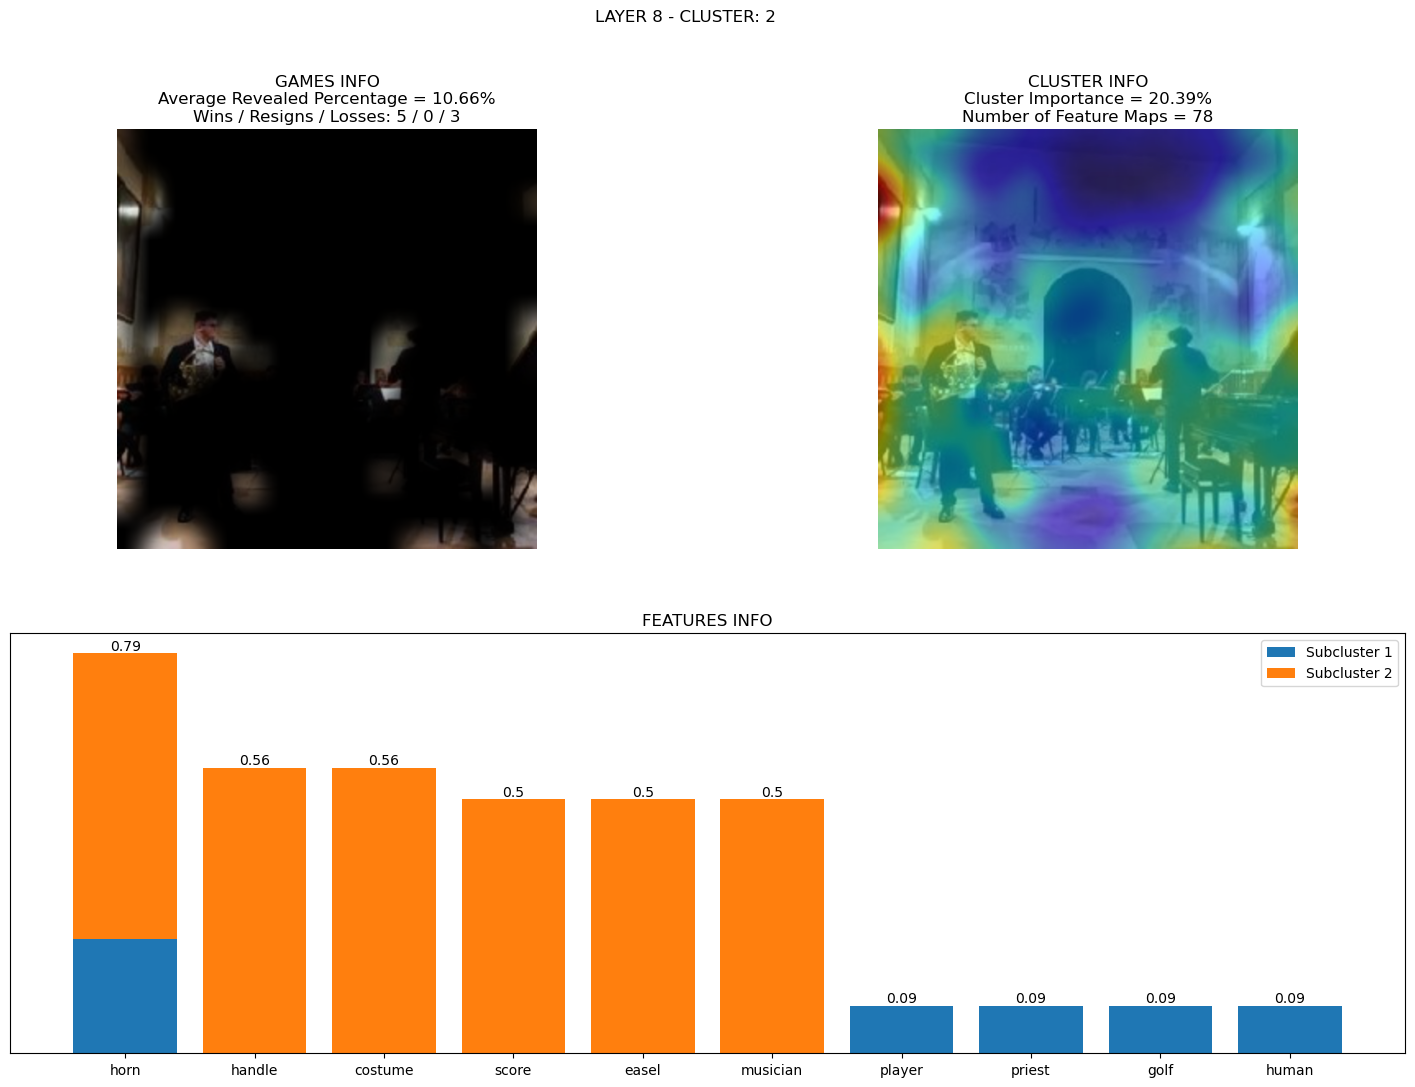 LAYER 8 - CLUSTER: 2
GAMES INFO
Average Revealed Percentage = 10.66%
Wins / Resigns / Losses: 5 / 0 / 3
CLUSTER INFO
Cluster Importance = 20.39%
Number of Feature Maps = 78
FEATURES INFO
Subcluster 1
Subcluster 2
0.79
0.56
0.56
0.5
0.5
0.5
0.09
0.09
0.09
0.09
horn
handle
costume
score
easel
musician
player
priest
golf
human